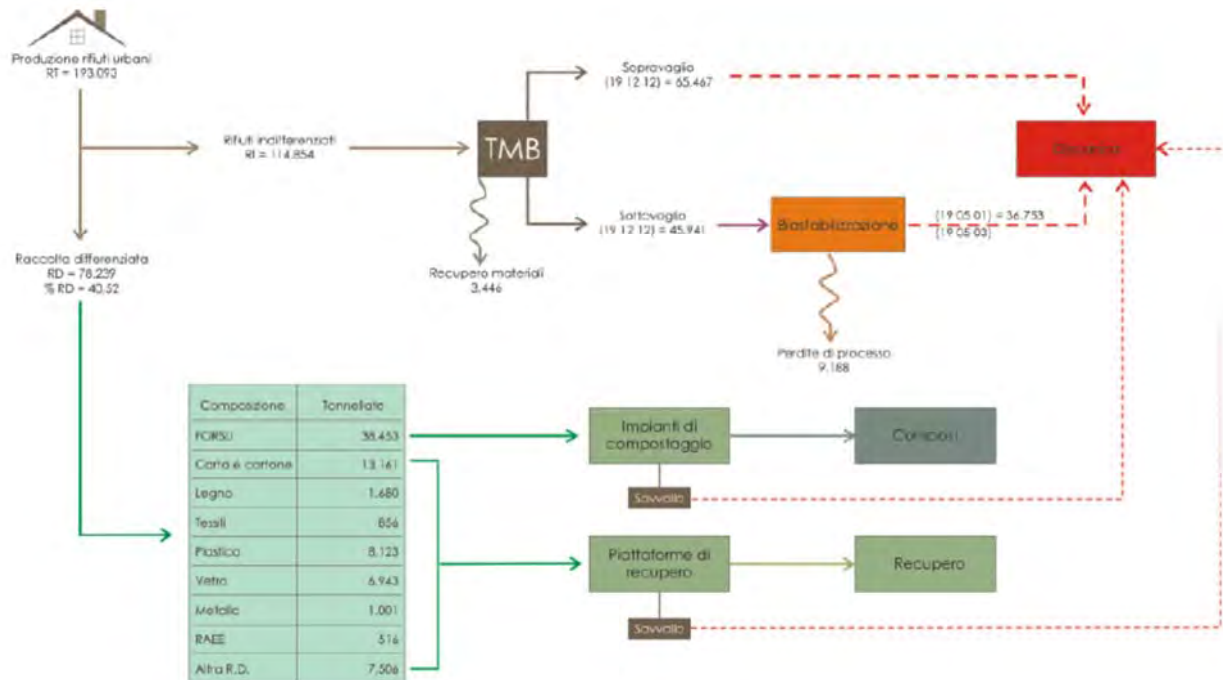 Produzione rifiuti urbani
RT = 193.093
Sopravaglio
(19 12 12) = 65.467
Rifiuti indifferenziati
RI = 114.854
TMB
Sottovaglio
(19 12 12) = 45.941
Biostabilizzazione
(19 05 01) = 36.753
(19 05 03)
Raccolta differenziata
RD = 78.239
% RD = 40,52
Recupero materiali
3.446
Perdite di processo
9.188
Composizione Tonnellate
FORSU 38.453
Carta e cartone 13.161
Legno 1.680
Tessili 856
Plastica 8.123
Vetro 6.943
Metallo 1.001
RAEE 516
Altra R.D. 7.506
Impianti di
compostaggio
Compost
Sovvallo
Piattaforme di
recupero
Recupero
Sovvallo